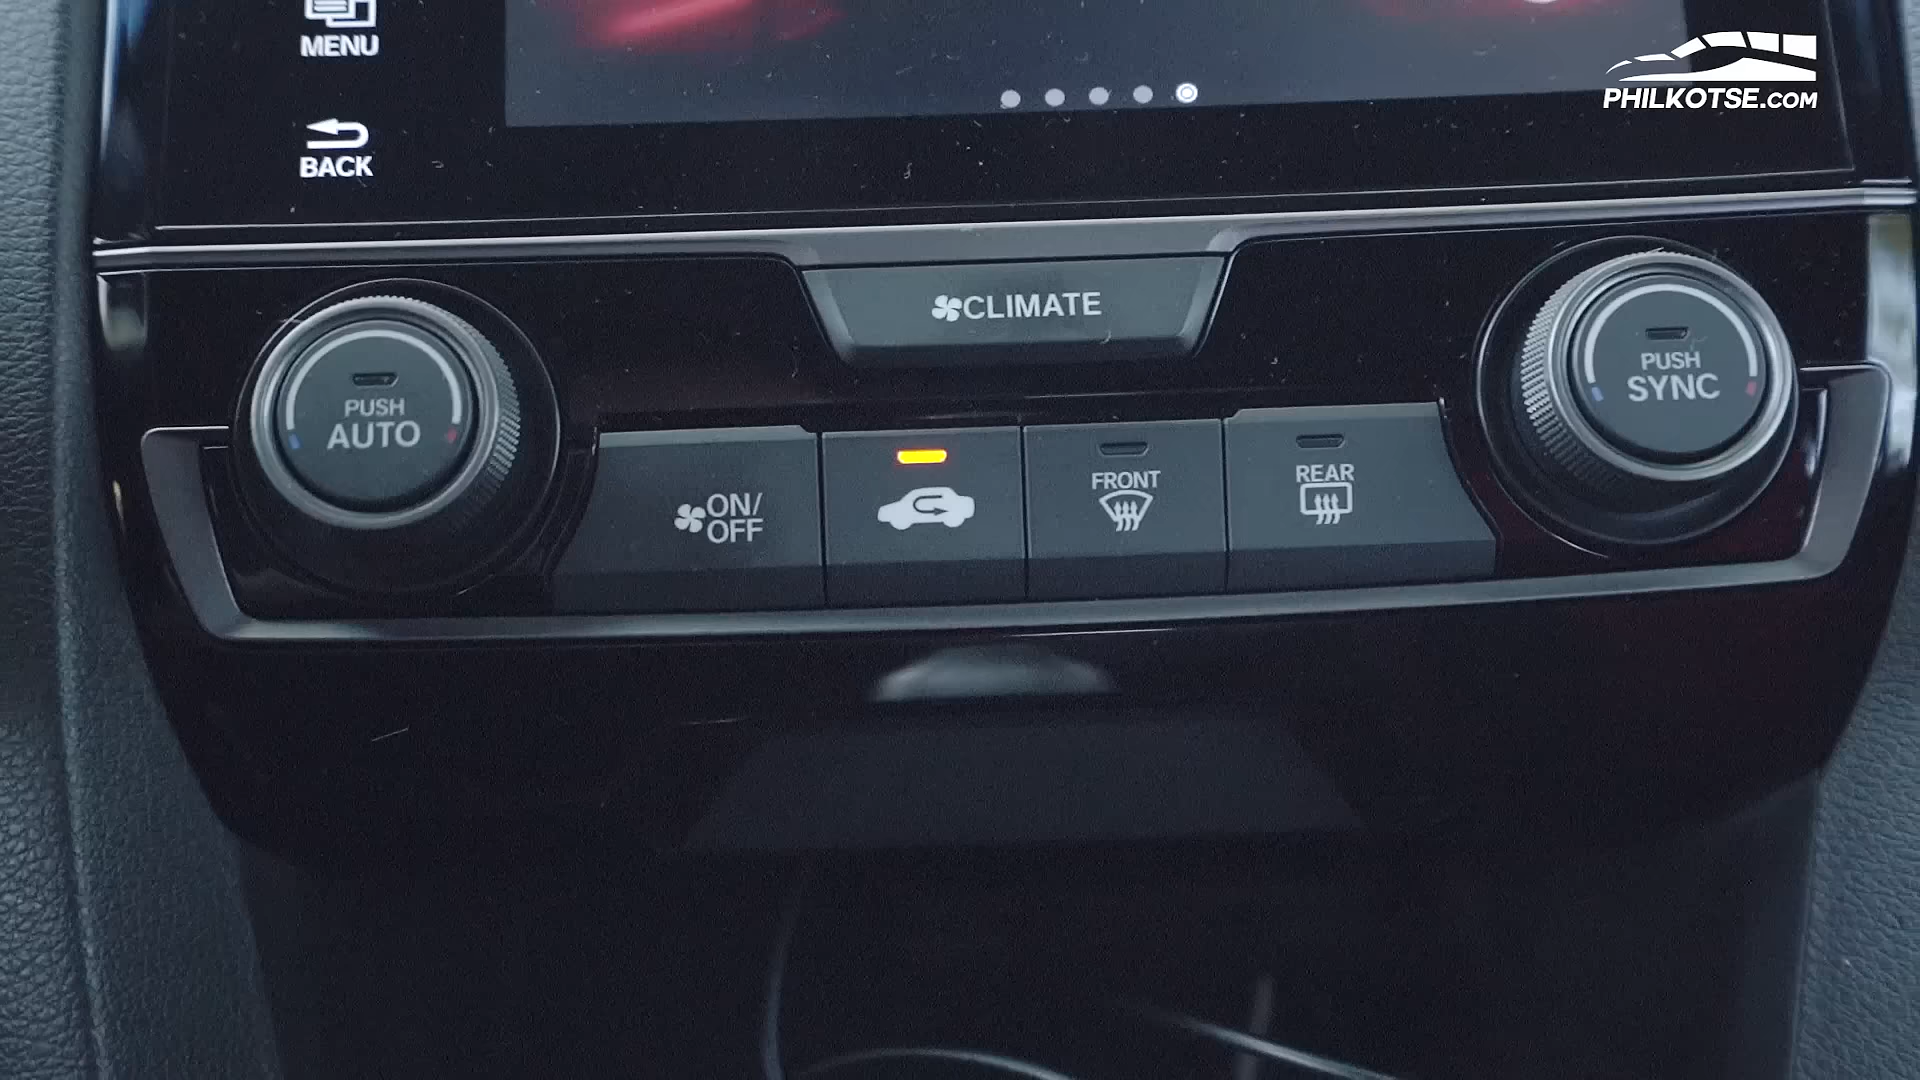 MENU
PHILKOTSE.COM
BACK
CLIMATE
PUSH
AUTO
PUSH
SYNC
ON/
OFF
FRONT
REAR